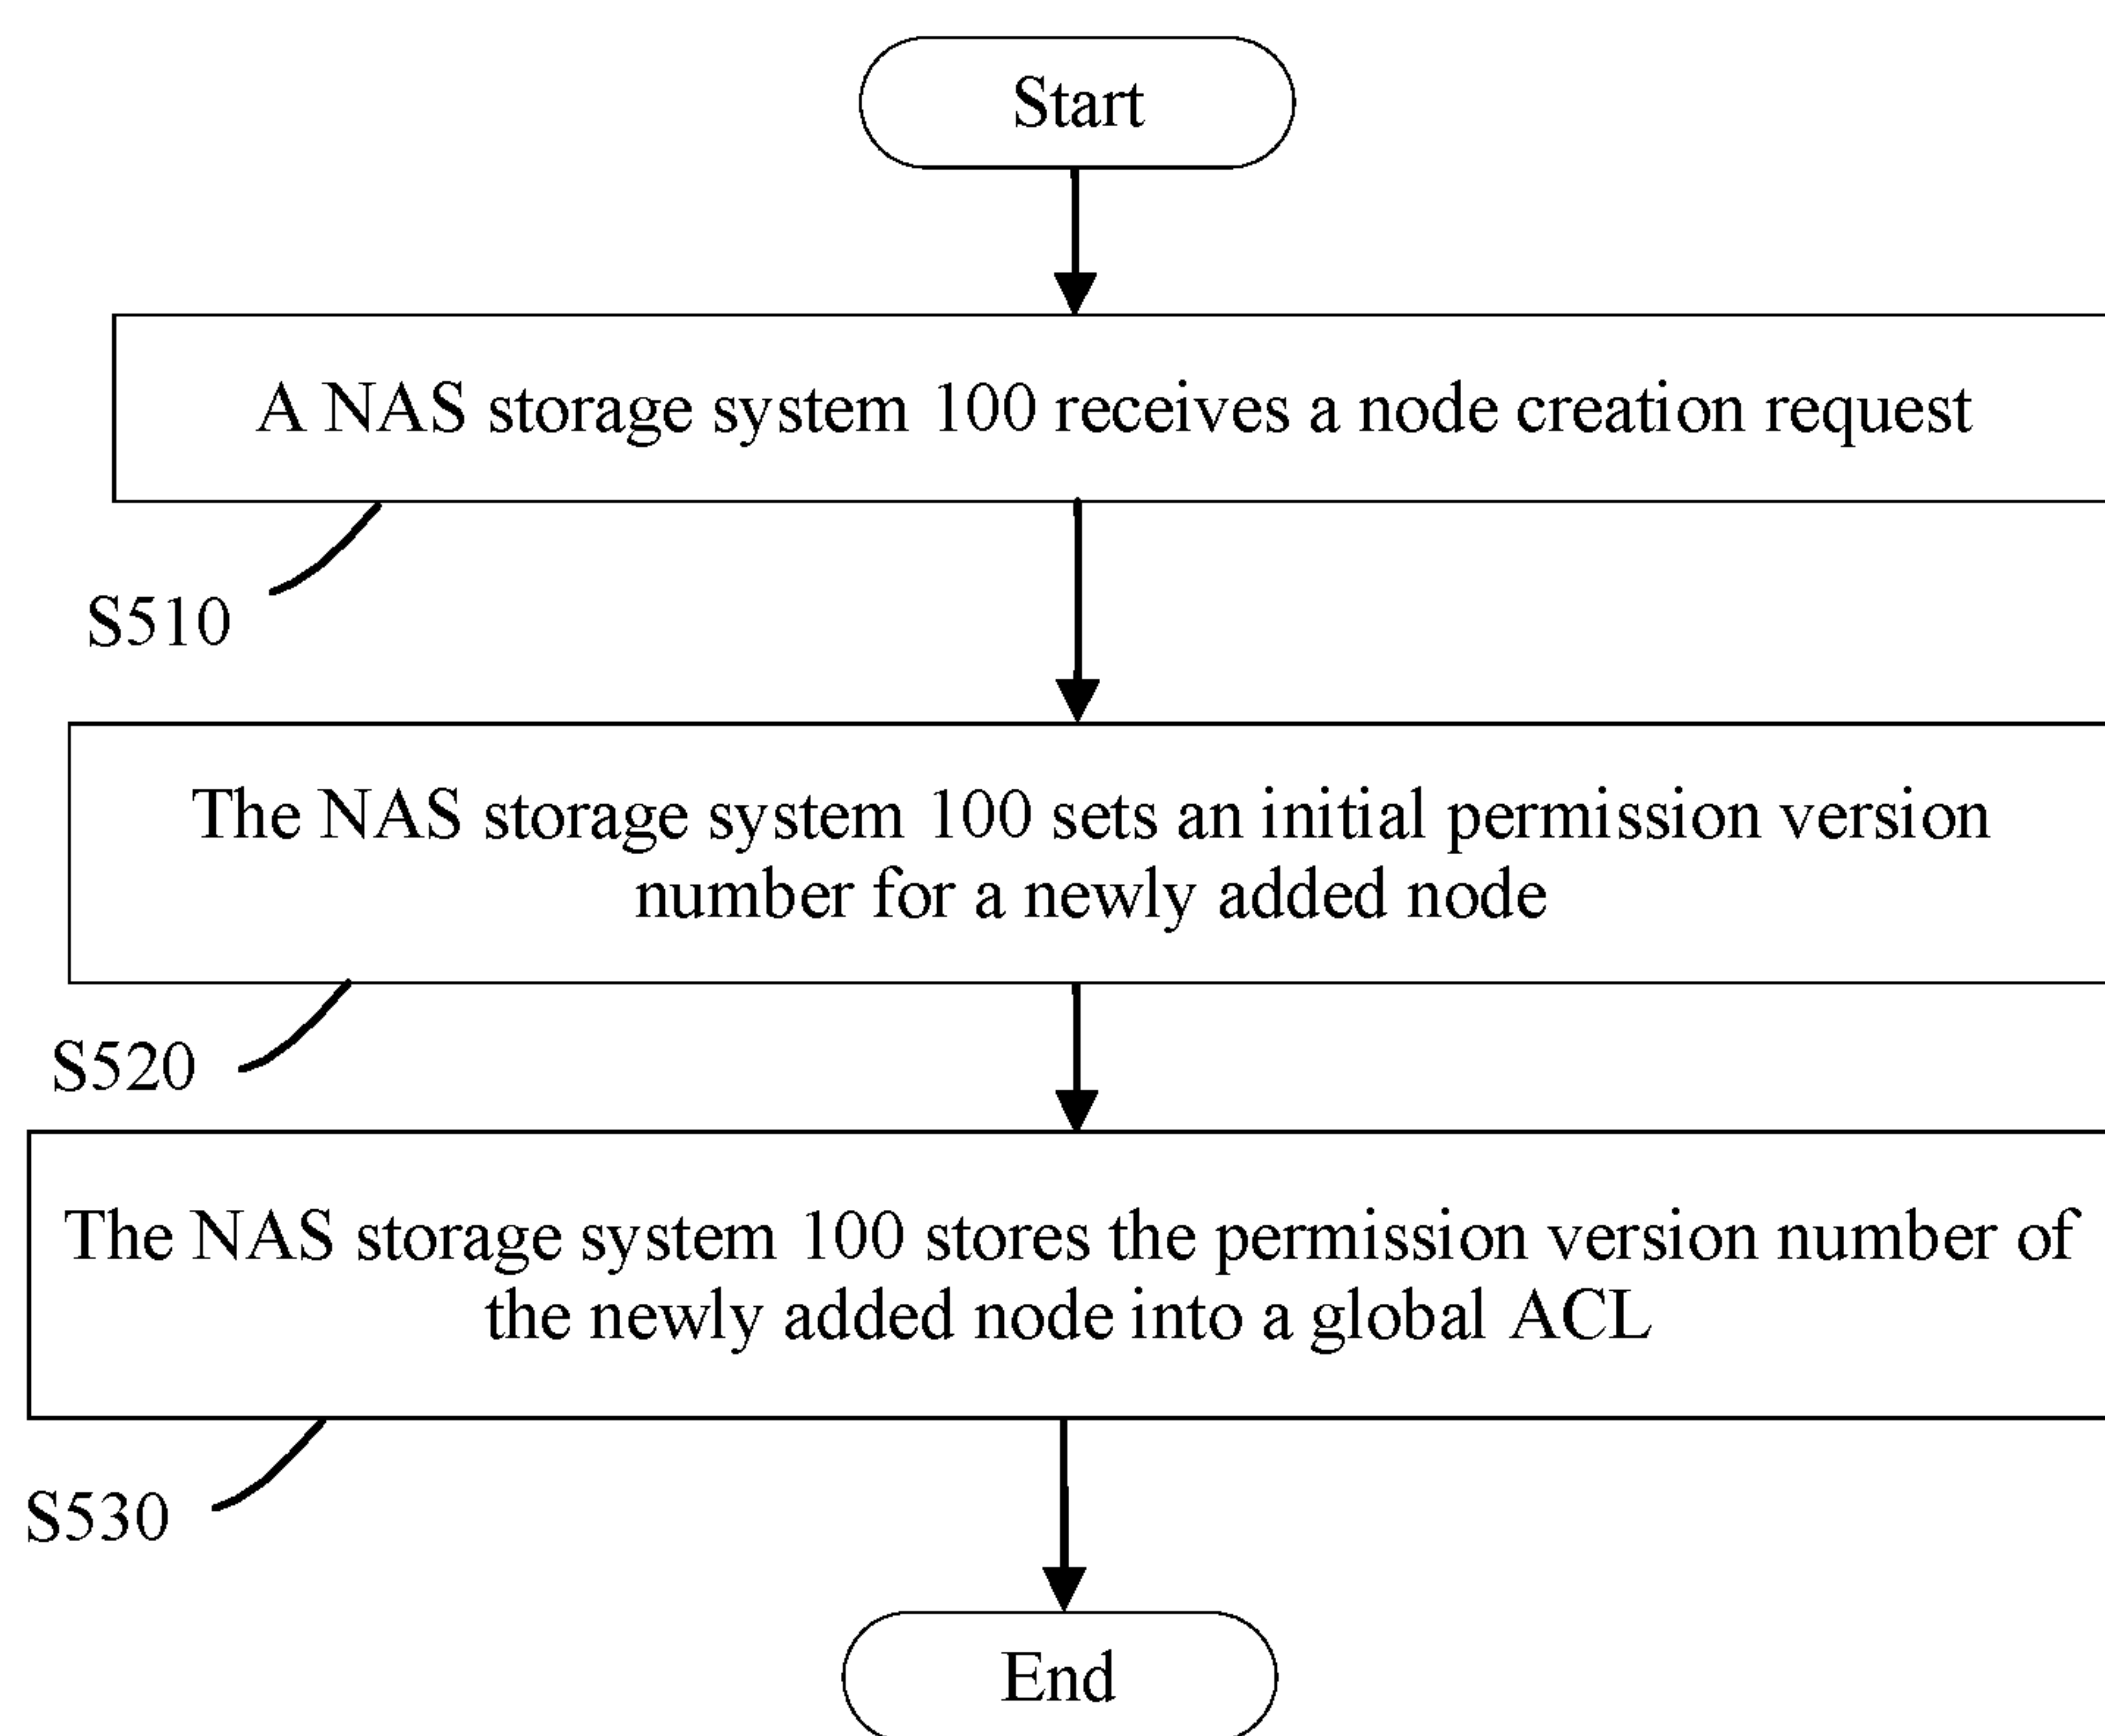 Start
A NAS storage system 100 receives a node creation request
S510
The NAS storage system 100 sets an initial permission version
number for a newly added node
S520
The NAS storage system 100 stores the permission version number of
the newly added node into a global ACL
S530
End